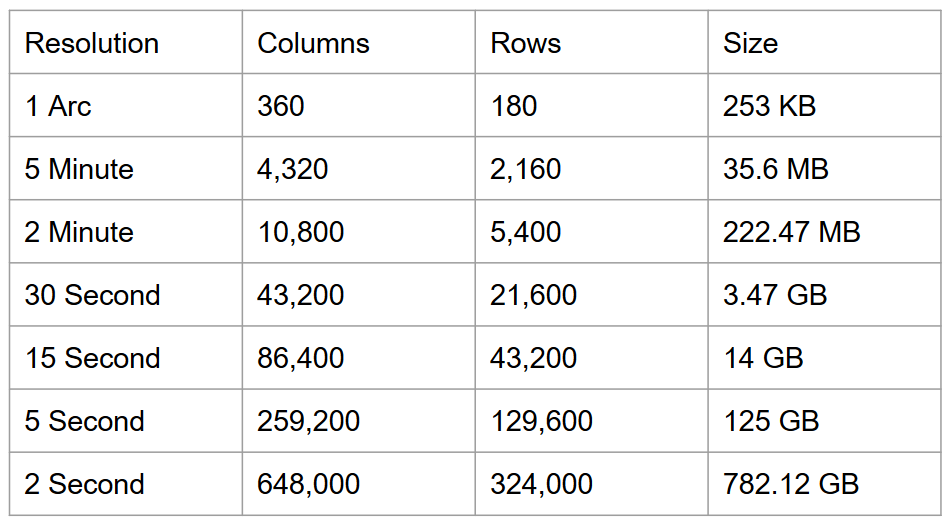 Resolution Columns Rows Size
1 Arc 360 180 253 KB
5 Minute 4,320 2,160 35.6 MB
2 Minute 10,800 5,400 222.47 MB
30 Second 43,200 21,600 3.47 GB
15 Second 86,400 43,200 14 GB
5 Second 259,200 129,600 125 GB
2 Second 648,000 324,000 782.12 GB